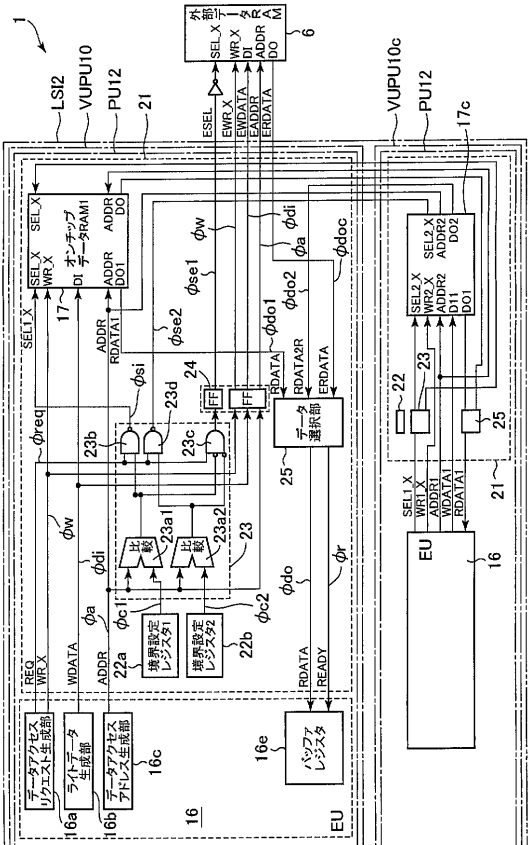 1
LSI2
VUPU10
PU12
21
外部
データ
RAM
6
SEL_X
WR_X
DI
ADDR
DO
ESEL
EWR_X
EWDATA
EADDR
ERDATA
オンチップ
データRAM1
17
SEL_X
WR_X
DI
ADDR
DO1
SEL_X
ADDR
DO
SEL1_X
ADDR
RDATA1
φreq
φw
φdi
φa
φsi
φse1
φse2
φw
φdi
φa
φdo1
φdo2
φdoc
REQ
WR_X
WDATA
ADDR
データアクセス
リクエスト生成部
16a
ライトデータ
生成部
16b
データアクセス
アドレス生成部
16c
16
EU
境界設定
レジスタ1
22a
境界設定
レジスタ2
22b
φc1
φc2
比較
23a1
比較
23a2
23
23b
23d
23c
24
FF
FF
RDATA
RDATA2R
ERDATA
データ
選択部
25
φdo
φr
RDATA
READY
バッファ
レジスタ
16e
VUPU10c
PU12
17c
SEL2_X
WR2_X
ADDR2
D11
DO1
SEL2_X
ADDR2
DO2
22
23
25
21
SEL1_X
WR1_X
ADDR1
WDATA1
RDATA1
EU
16